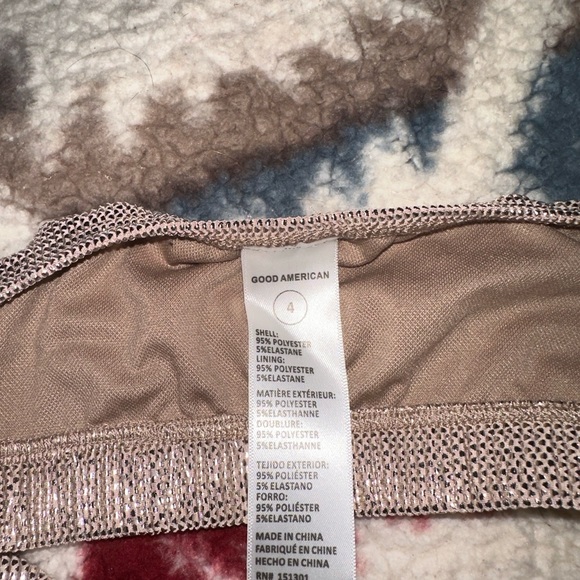 GOOD AMERICAN
4
SHELL:
95% POLYESTER
5%ELASTANE
LINING:
95% POLYESTER
5%ELASTANE
MATIÈRE EXTÉRIEUR:
95% POLYESTER
5%ELASTHANNE
DOUBLURE:
95% POLYESTER
5%ELASTHANNE
TEJIDO EXTERIOR:
95% POLIÉSTER
5% ELASTANO
FORRO:
95% POLIÉSTER
5%ELASTANO
MADE IN CHINA
FABRIQUÉ EN CHINE
HECHO EN CHINA
RN# 151301